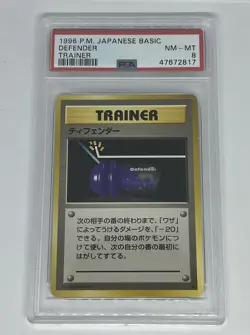 1996 P.M. JAPANESE BASIC
DEFENDER
TRAINER
NM-MT
8
PSA
47672817
TRAINER
ディフェンダー
Defender
次の相手の番の終わりまで、「ワザ」
によってうけるダメージを、「-20」
できる。自分の場のポケモンにつ
けて使い、次の自分の番の最初に
はがしてすてる。